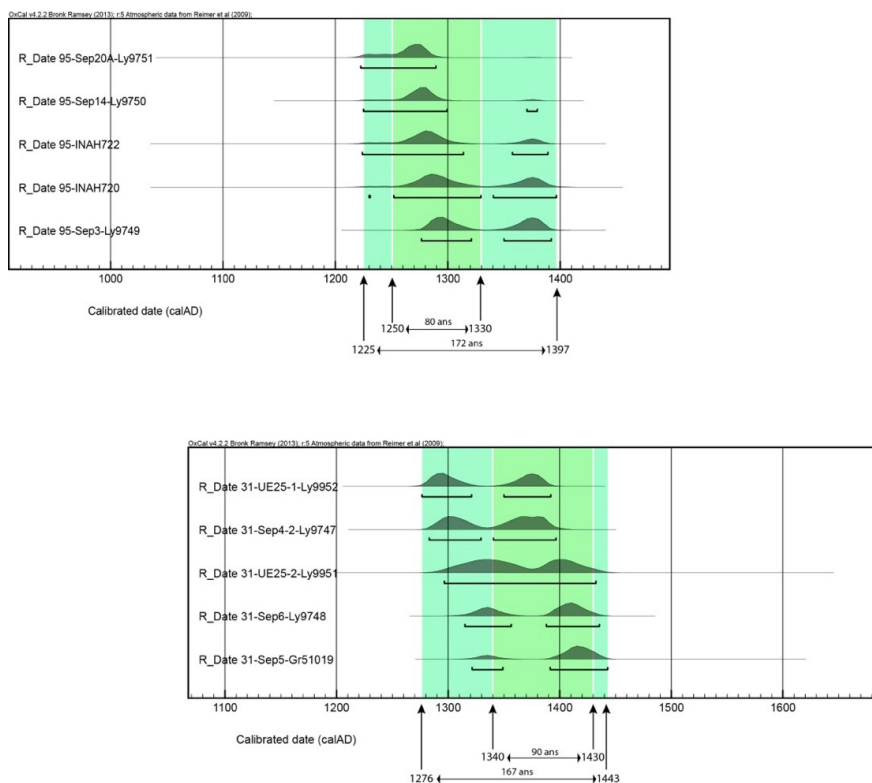 OxCal v4.2.2 Bronk Ramsey (2013); r:5 Atmospheric data from Reimer et al (2009);
R_Date 95-Sep20A-Ly9751
R_Date 95-Sep14-Ly9750
R_Date 95-INAH722
R_Date 95-INAH720
R_Date 95-Sep3-Ly9749
1000 1100 1200 1300 1400
Calibrated date (calAD)
1250 80 ans 1330
1225 172 ans 1397
OxCal v4.2.2 Bronk Ramsey (2013); r:5 Atmospheric data from Reimer et al (2009);
R_Date 31-UE25-1-Ly9952
R_Date 31-Sep4-2-Ly9747
R_Date 31-UE25-2-Ly9951
R_Date 31-Sep6-Ly9748
R_Date 31-Sep5-Gr51019
1100 1200 1300 1400 1500 1600
Calibrated date (calAD)
1340 90 ans 1430
1276 167 ans 1443